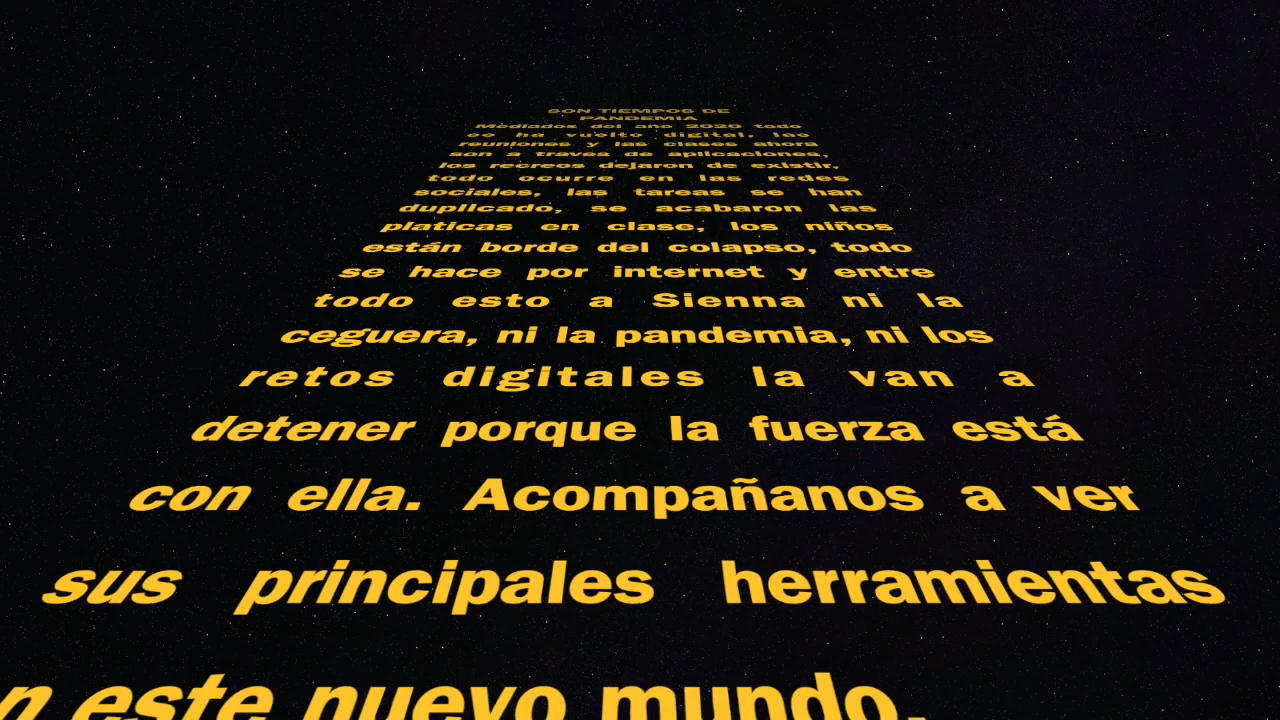 SON TIEMPOS DE
PANDEMIA
Mediados del año 2020 todo
se ha vuelto digital, las
reuniones y las clases ahora
son a través de aplicaciones,
los recreos dejaron de existir,
todo ocurre en las redes
sociales, las tareas se han
duplicado, se acabaron las
platicas en clase, los niños
están borde del colapso, todo
se hace por internet y entre
todo esto a Sienna ni la
ceguera, ni la pandemia, ni los
retos digitales la van a
detener porque la fuerza está
con ella. Acompañanos a ver
sus principales herramientas
n este nuevo mundo.